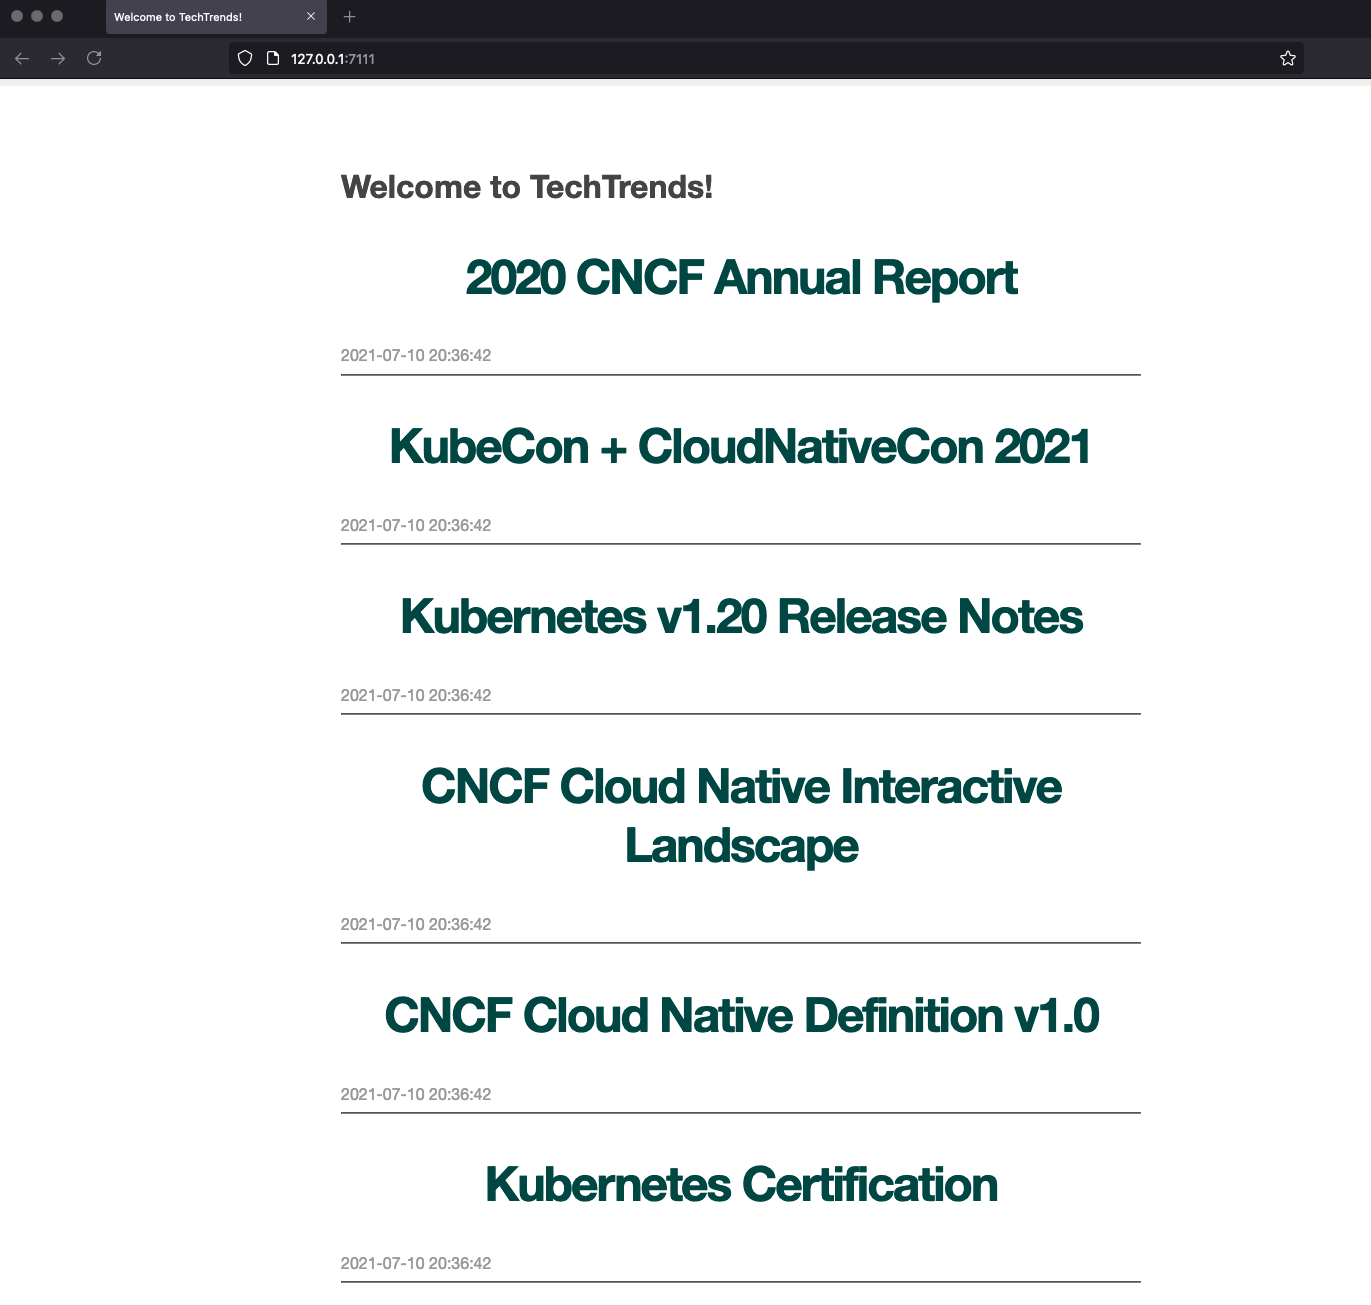 Welcome to TechTrends!
127.0.0.1:7111
Welcome to TechTrends!
2020 CNCF Annual Report
2021-07-10 20:36:42
KubeCon + CloudNativeCon 2021
2021-07-10 20:36:42
Kubernetes v1.20 Release Notes
2021-07-10 20:36:42
CNCF Cloud Native Interactive
Landscape
2021-07-10 20:36:42
CNCF Cloud Native Definition v1.0
2021-07-10 20:36:42
Kubernetes Certification
2021-07-10 20:36:42